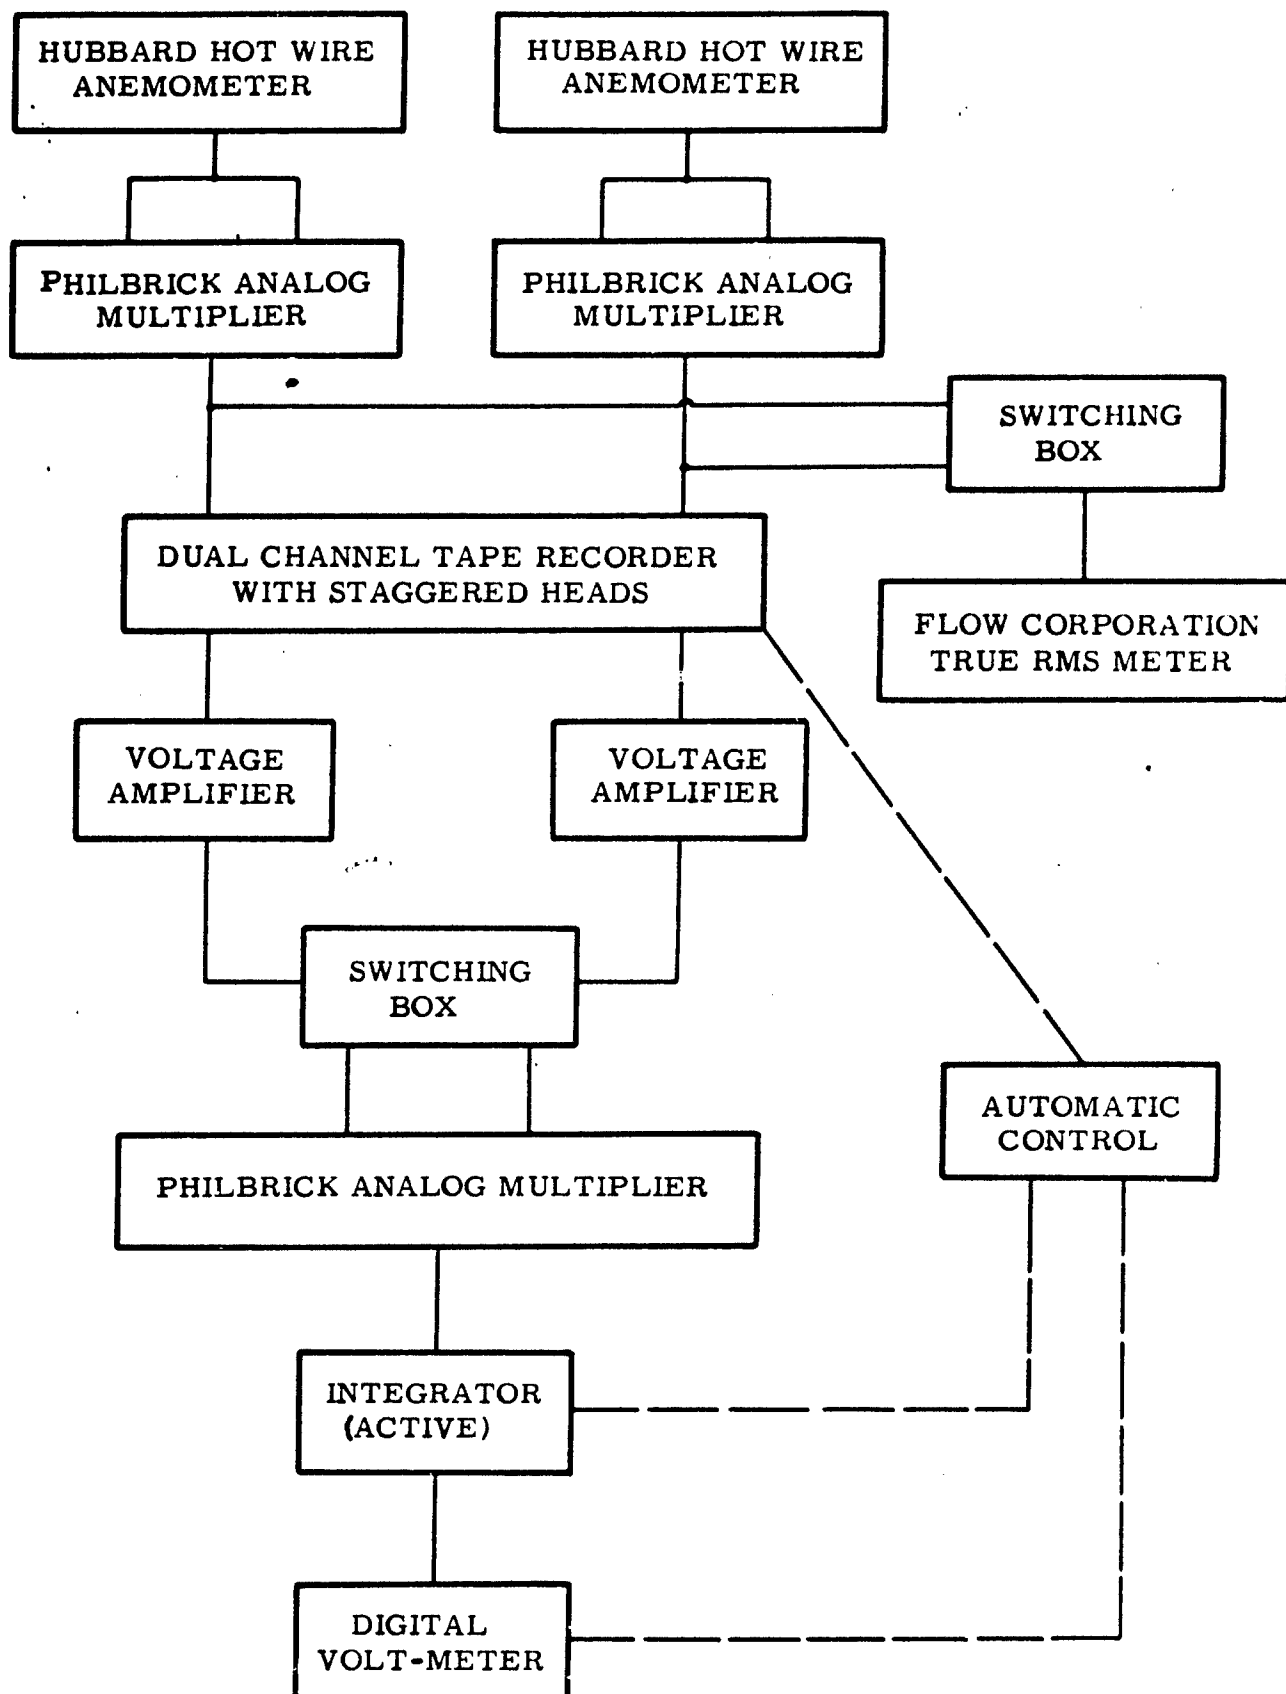 HUBBARD HOT WIRE
ANEMOMETER
HUBBARD HOT WIRE
ANEMOMETER
PHILBRICK ANALOG
MULTIPLIER
PHILBRICK ANALOG
MULTIPLIER
SWITCHING
BOX
DUAL CHANNEL TAPE RECORDER
WITH STAGGERED HEADS
FLOW CORPORATION
TRUE RMS METER
VOLTAGE
AMPLIFIER
VOLTAGE
AMPLIFIER
SWITCHING
BOX
AUTOMATIC
CONTROL
PHILBRICK ANALOG MULTIPLIER
INTEGRATOR
(ACTIVE)
DIGITAL
VOLT-METER